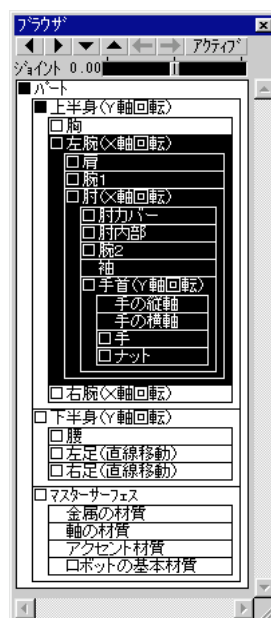 ブラウザ
アクティブ
ジョイント 0.00
パート
上半身(Y軸回転)
胸
左腕(X軸回転)
肩
腕1
肘(X軸回転)
肘カバー
肘内部
腕2
袖
手首(Y軸回転)
手の縦軸
手の横軸
手
ナット
右腕(X軸回転)
下半身(Y軸回転)
腰
左足(直線移動)
右足(直線移動)
マスターサーフェス
金属の材質
軸の材質
アクセント材質
ロボットの基本材質